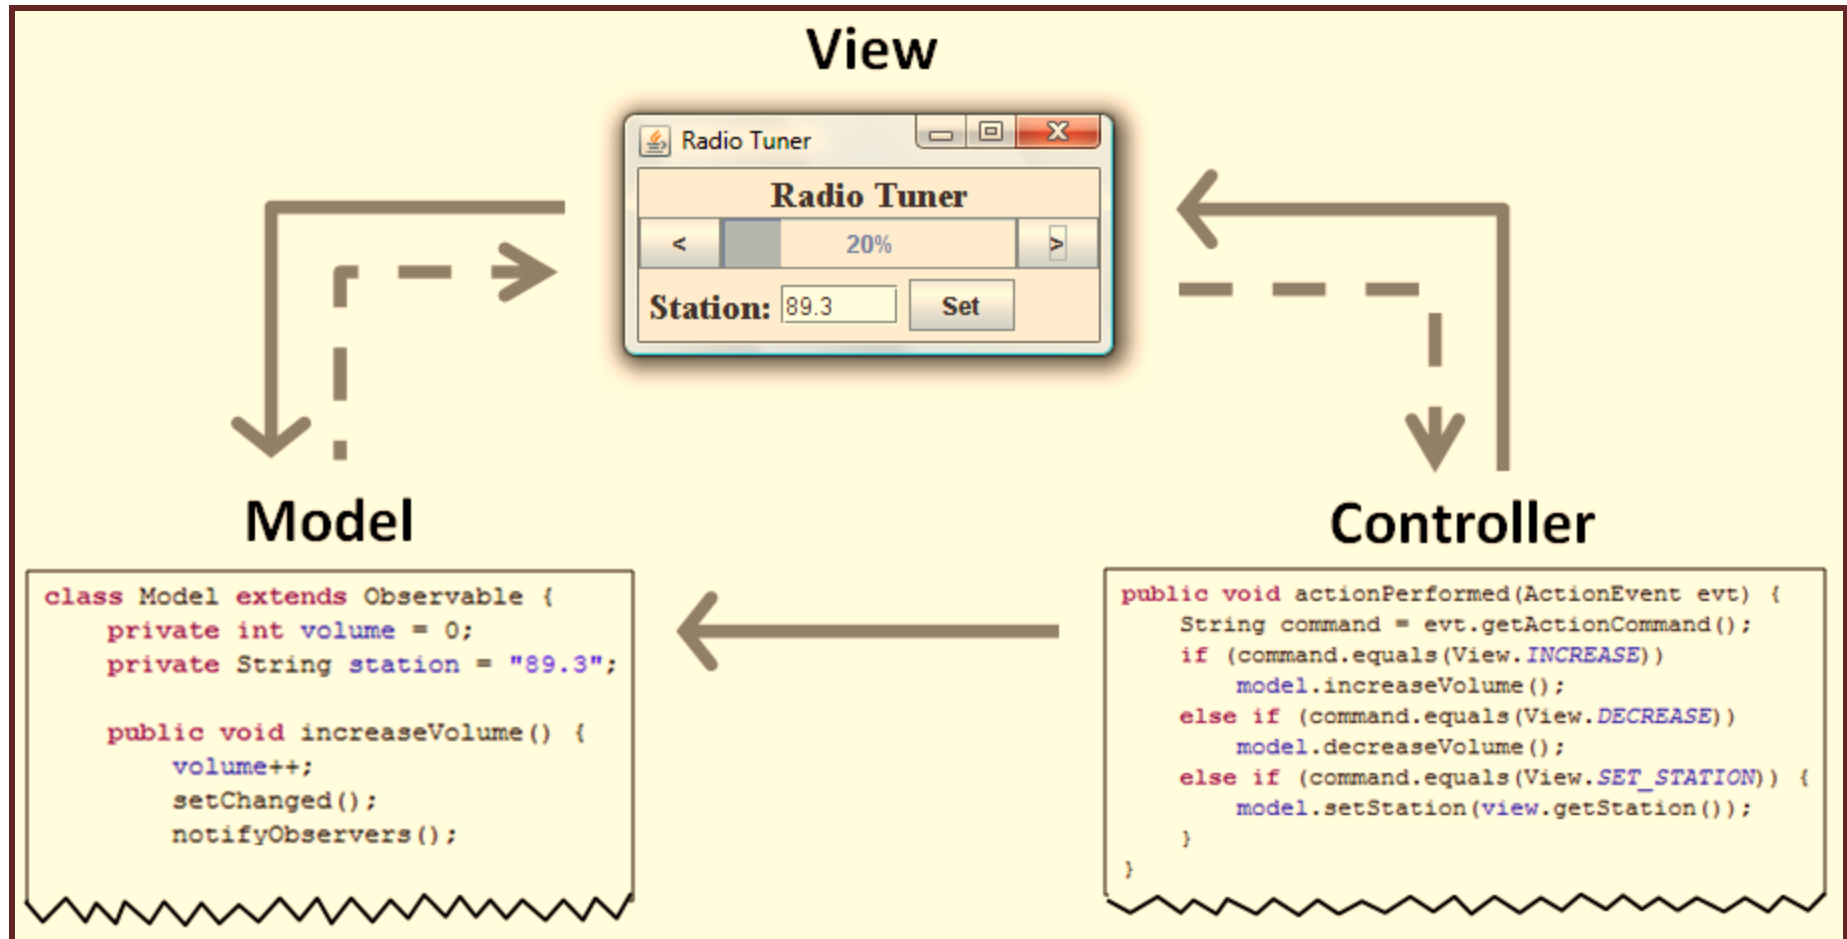 View
Radio Tuner
Radio Tuner
< 20% >
Station: 89.3 Set
Model
class Model extends Observable {
private int volume = 0;
private String station = "89.3";
public void increaseVolume() {
volume++;
setChanged();
notifyObservers();
Controller
public void actionPerformed(ActionEvent evt) {
String command = evt.getActionCommand();
if (command.equals(View.INCREASE))
model.increaseVolume();
else if (command.equals(View.DECREASE))
model.decreaseVolume();
else if (command.equals(View.SET_STATION)) {
model.setStation(view.getStation());
}
}